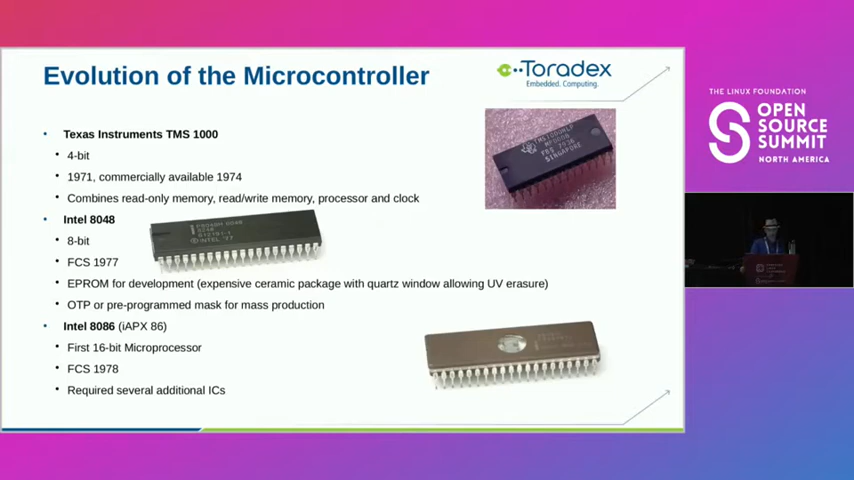 Evolution of the Microcontroller
Toradex
Embedded. Computing.
• Texas Instruments TMS 1000
• 4-bit
• 1971, commercially available 1974
• Combines read-only memory, read/write memory, processor and clock
• Intel 8048
• 8-bit
• FCS 1977
• EPROM for development (expensive ceramic package with quartz window allowing UV erasure)
• OTP or pre-programmed mask for mass production
• Intel 8086 (iAPX 86)
• First 16-bit Microprocessor
• FCS 1978
• Required several additional ICs
SINGAPORE
INTEL '77
THE LINUX FOUNDATION
OPEN
SOURCE
SUMMIT
NORTH AMERICA